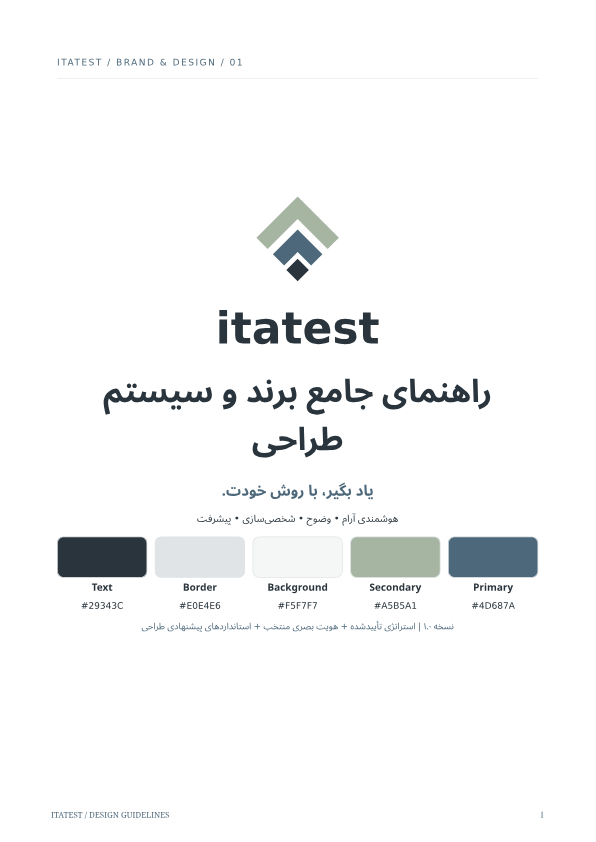 ITATEST / BRAND & DESIGN / 01
itatest
راهنمای جامع برند و سیستم
طراحی
یاد بگیر، با روش خودت.
هوشمندی آرام • وضوح • شخصی‌سازی • پیشرفت
Text Border Background Secondary Primary
#29343C #E0E4E6 #F5F7F7 #A5B5A1 #4D687A
نسخه ۱.۰ | استراتژی تأییدشده + هویت بصری منتخب + استانداردهای پیشنهادی طراحی
ITATEST / DESIGN GUIDELINES 1